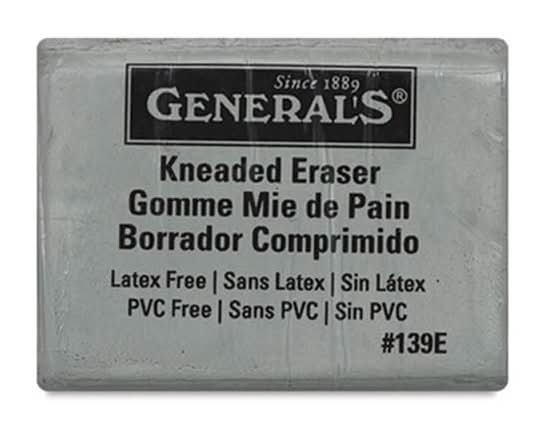 Since 1889
GENERAL'S®
Kneaded Eraser
Gomme Mie de Pain
Borrador Comprimido
Latex Free | Sans Latex | Sin Látex
PVC Free | Sans PVC | Sin PVC
#139E